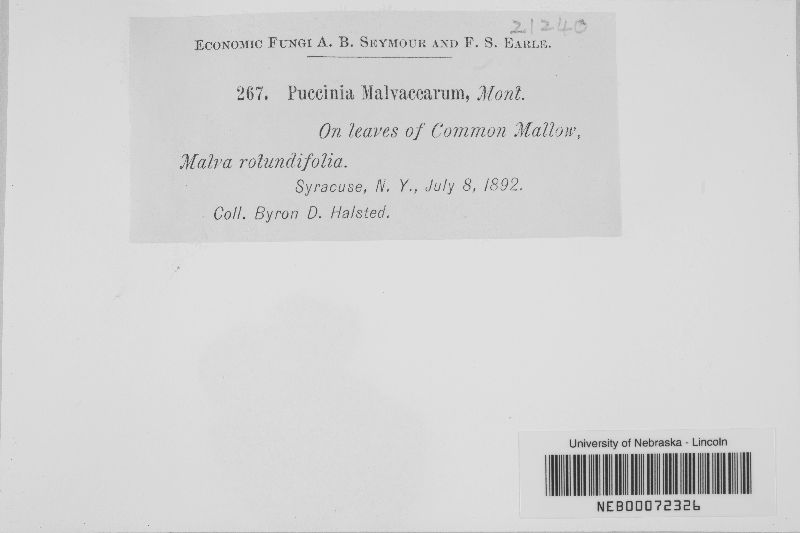 21240
Economic Fungi A. B. Seymour and F. S. Earle.
267. Puccinia Malvacearum, Mont.
On leaves of Common Mallow,
Malva rotundifolia.
Syracuse, N. Y., July 8, 1892.
Coll. Byron D. Halsted.
University of Nebraska - Lincoln
NEB00072326